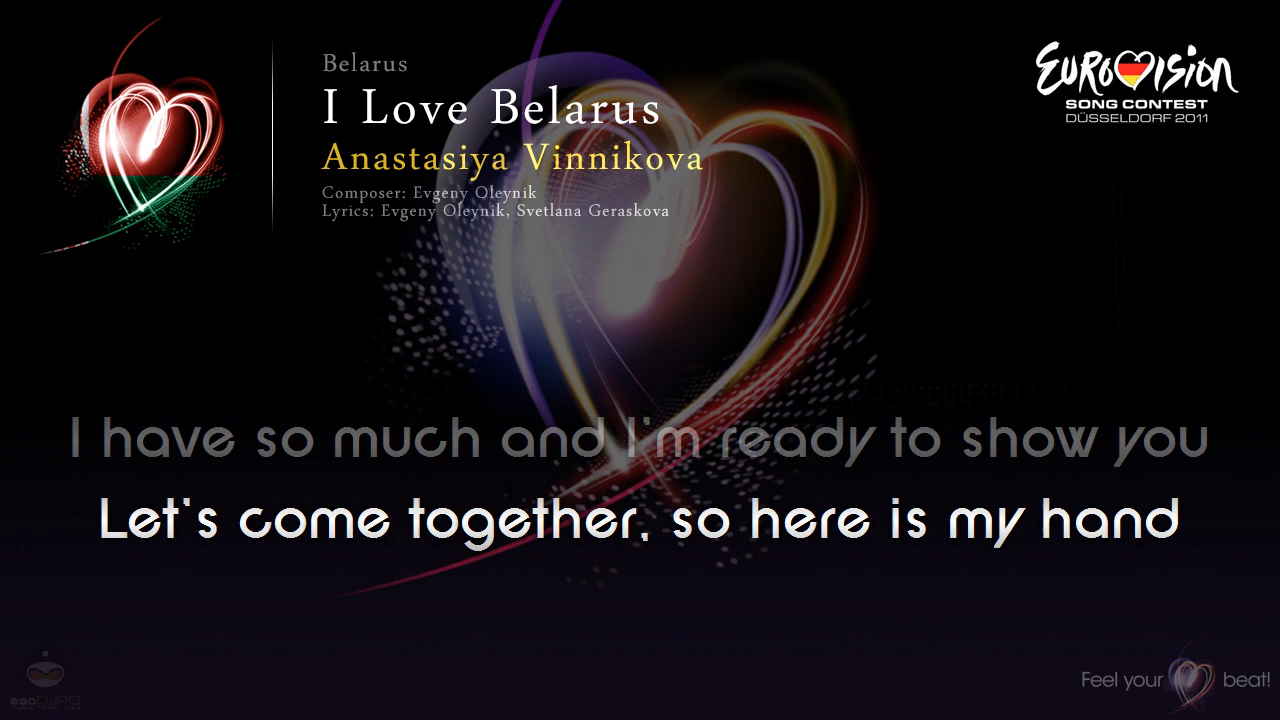 Belarus
I Love Belarus
Anastasiya Vinnikova
Composer: Evgeny Oleynik
Lyrics: Evgeny Oleynik, Svetlana Geraskova
EUROVISION
SONG CONTEST
DÜSSELDORF 2011
I have so much and I'm ready to show you
Let's come together, so here is my hand
esoDJPD
Feel your beat!